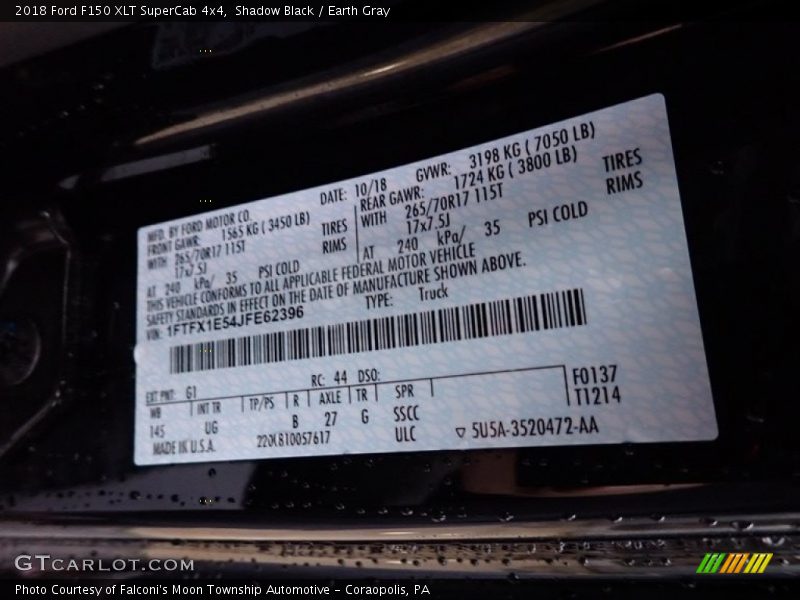 2018 Ford F150 XLT SuperCab 4x4, Shadow Black / Earth Gray
MFD. BY FORD MOTOR CO.
DATE: 10/18
GVWR: 3198 KG ( 7050 LB)
FRONT GAWR: 1565 KG ( 3450 LB)
REAR GAWR: 1724 KG ( 3800 LB)
WITH 265/70R17 115T TIRES
WITH 265/70R17 115T TIRES
17x7.5J RIMS
17x7.5J RIMS
AT 240 kPa/ 35 PSI COLD
AT 240 kPa/ 35 PSI COLD
THIS VEHICLE CONFORMS TO ALL APPLICABLE FEDERAL MOTOR VEHICLE
SAFETY STANDARDS IN EFFECT ON THE DATE OF MANUFACTURE SHOWN ABOVE.
VIN: 1FTFX1E54JFE62396
TYPE: Truck
EXT PNT: G1 RC: 44 DSO:
F0137
T1214
WB INT TR TP/PS R AXLE TR SPR
145 UG B 27 G SSCC
MADE IN U.S.A. ULC
▽ 5U5A-3520472-AA
GTCARLOT.COM
Photo Courtesy of Falconi's Moon Township Automotive - Coraopolis, PA